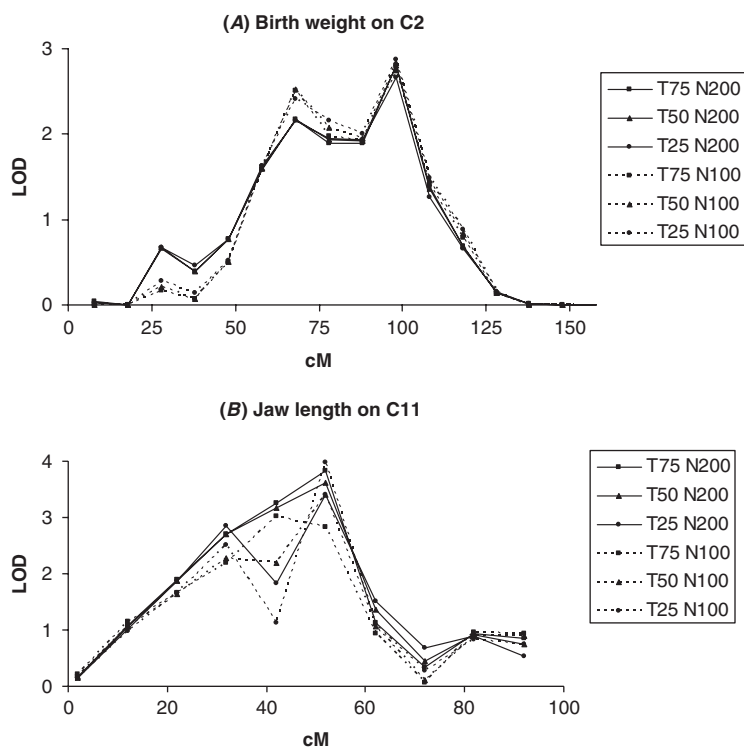 (A) Birth weight on C2
3
2
1
0
LOD
0 25 50 75 100 125 150
cM
T75 N200
T50 N200
T25 N200
T75 N100
T50 N100
T25 N100
(B) Jaw length on C11
4
3
2
1
0
LOD
0 20 40 60 80 100
cM
T75 N200
T50 N200
T25 N200
T75 N100
T50 N100
T25 N100